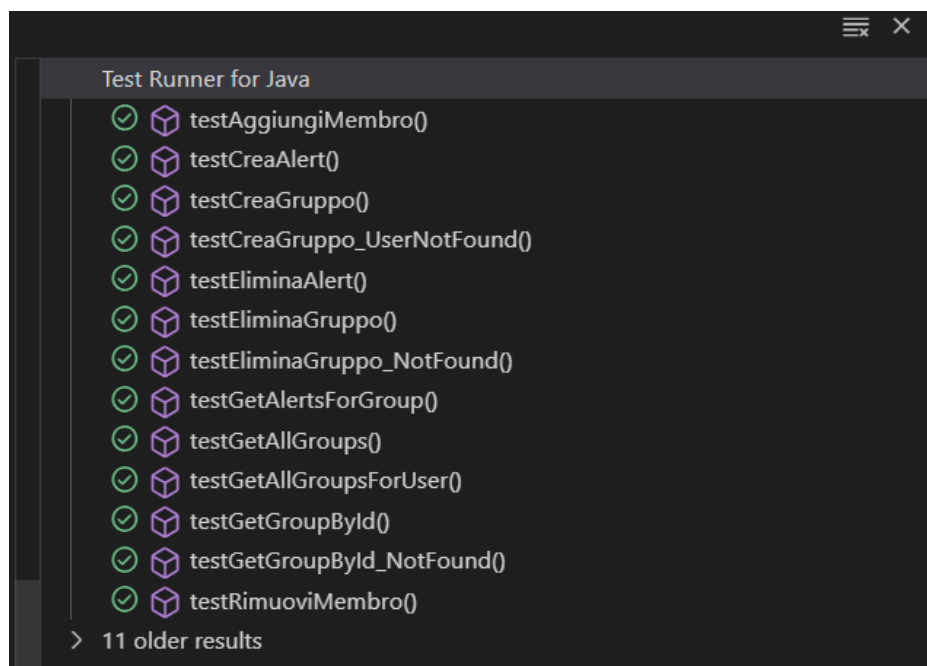 Test Runner for Java
testAggiungiMembro()
testCreaAlert()
testCreaGruppo()
testCreaGruppo_UserNotFound()
testEliminaAlert()
testEliminaGruppo()
testEliminaGruppo_NotFound()
testGetAlertsForGroup()
testGetAllGroups()
testGetAllGroupsForUser()
testGetGroupById()
testGetGroupById_NotFound()
testRimuoviMembro()
11 older results